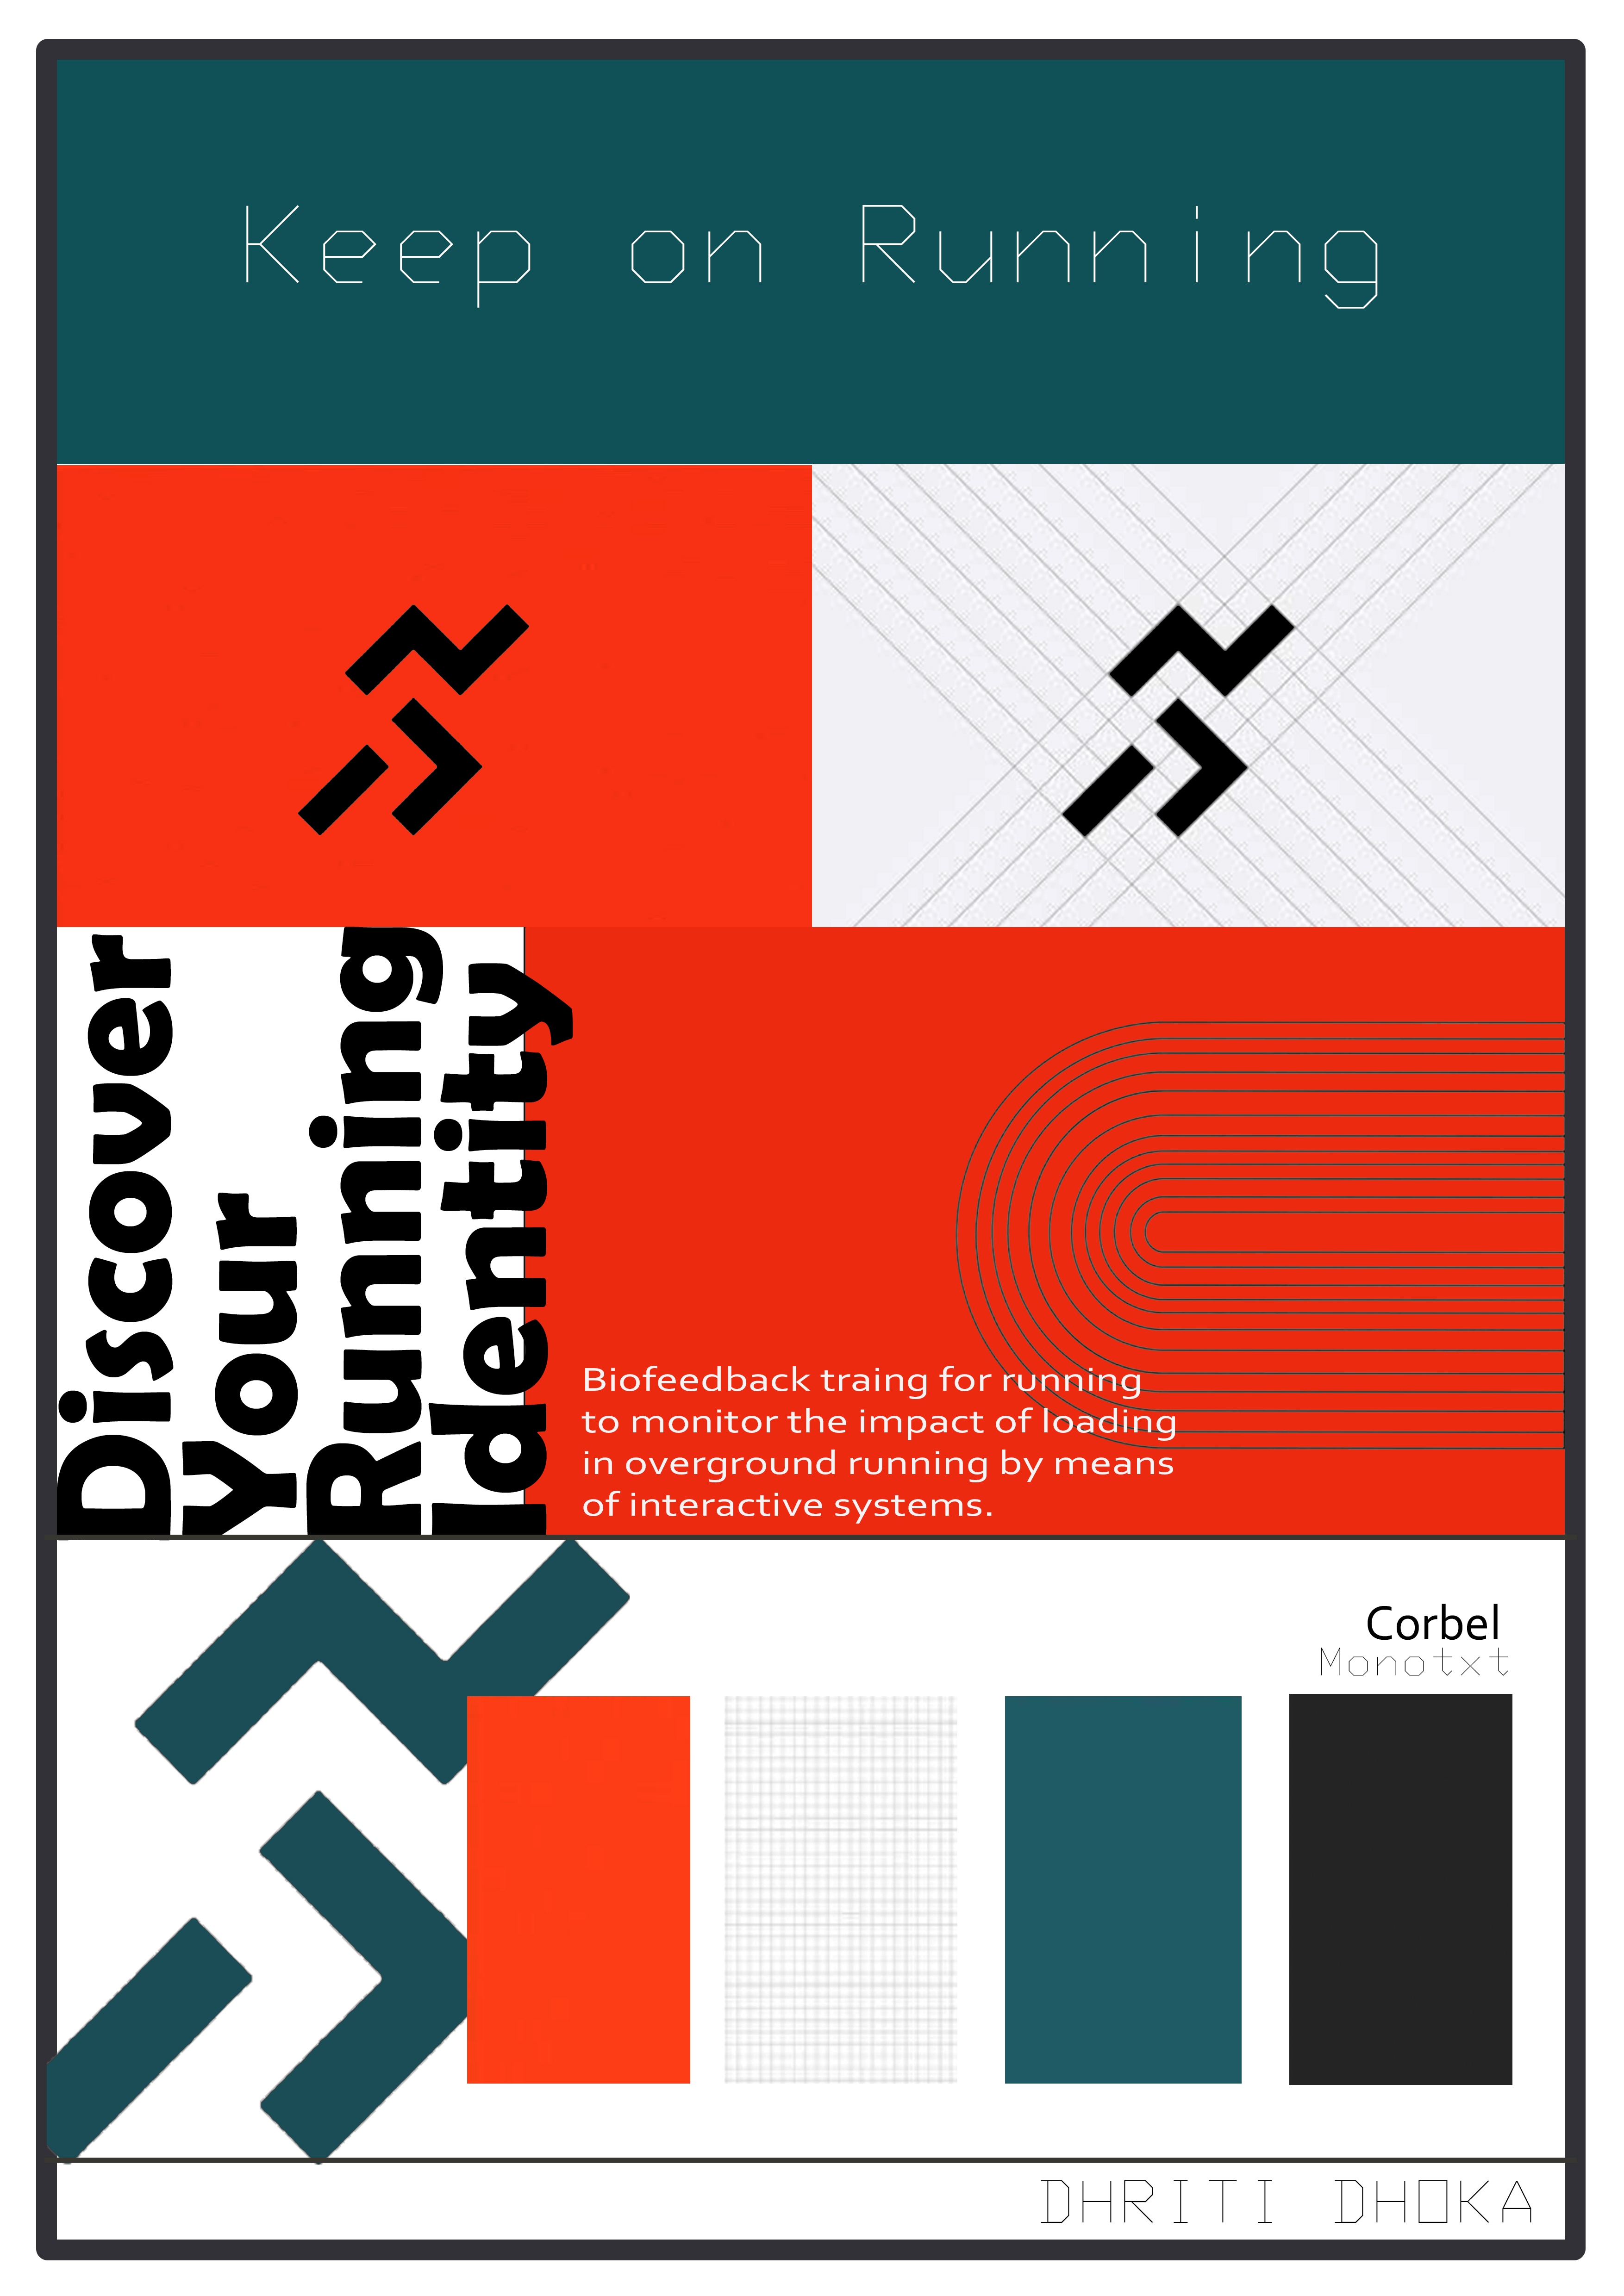 Keep on Running
Discover
Your
Running
Identity
Biofeedback traing for running
to monitor the impact of loading
in overground running by means
of interactive systems.
Corbel
Monotxt
DHRITI DHOKA